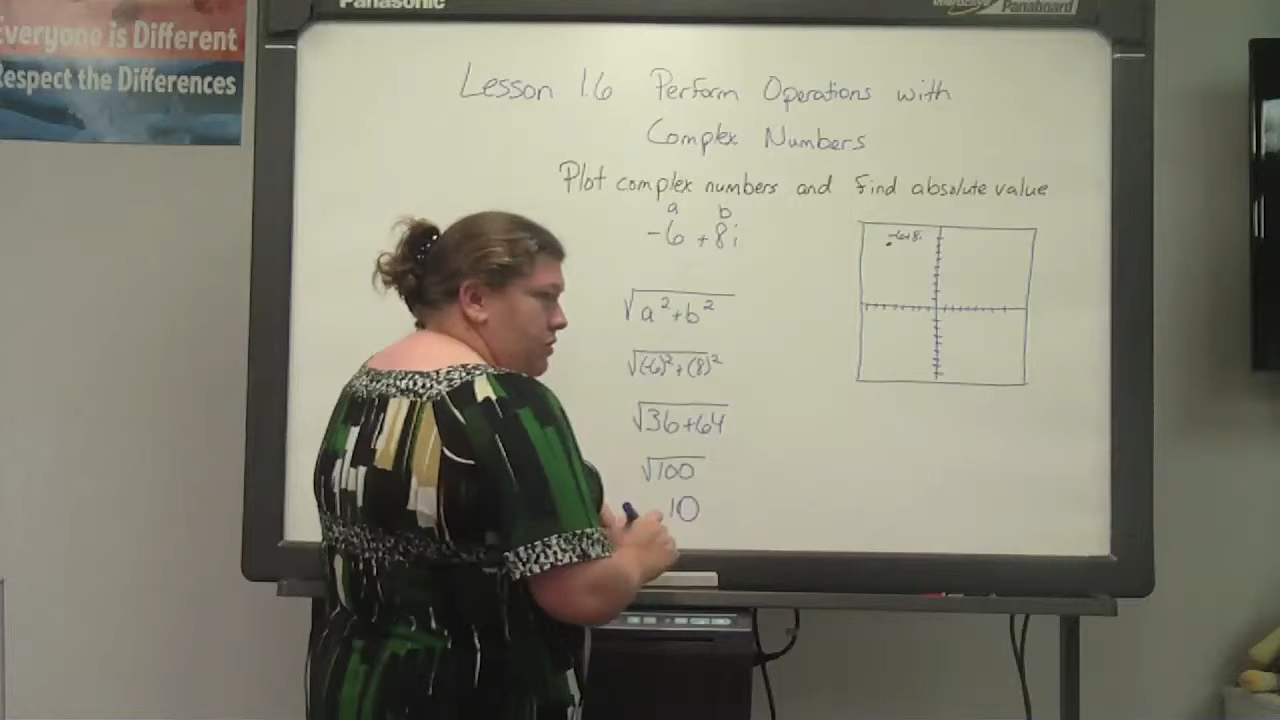 Everyone is Different
Respect the Differences
Panasonic
Panaboard
Lesson 1.6 Perform Operations with
Complex Numbers
Plot complex numbers and find absolute value
a b
-6 +8i
√a²+b²
√(-6)²+(8)²
√36+64
√100
10
-6+8i